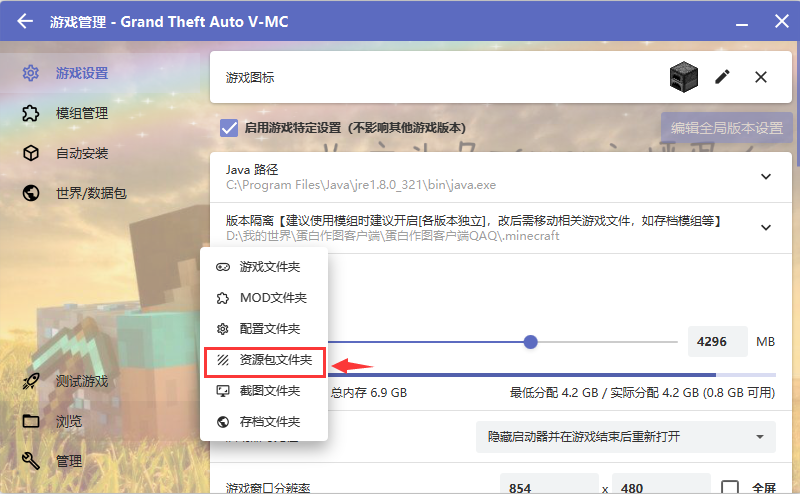 游戏管理 - Grand Theft Auto V-MC
游戏设置
模组管理
自动安装
世界/数据包
测试游戏
浏览
管理
游戏图标
启用游戏特定设置（不影响其他游戏版本）
编辑全局版本设置
Java 路径
C:\Program Files\Java\jre1.8.0_321\bin\java.exe
版本隔离【建议使用模组时建议开启[各版本独立]，改后需移动相关游戏文件，如存档模组等】
D:\我的世界\蛋白作图客户端\蛋白作图客户端QAQ\.minecraft
游戏文件夹
MOD文件夹
配置文件夹
资源包文件夹
截图文件夹
存档文件夹
4296 MB
总内存 6.9 GB
最低分配 4.2 GB / 实际分配 4.2 GB (0.8 GB 可用)
隐藏启动器并在游戏结束后重新打开
游戏窗口分辨率
854 x 480
全屏